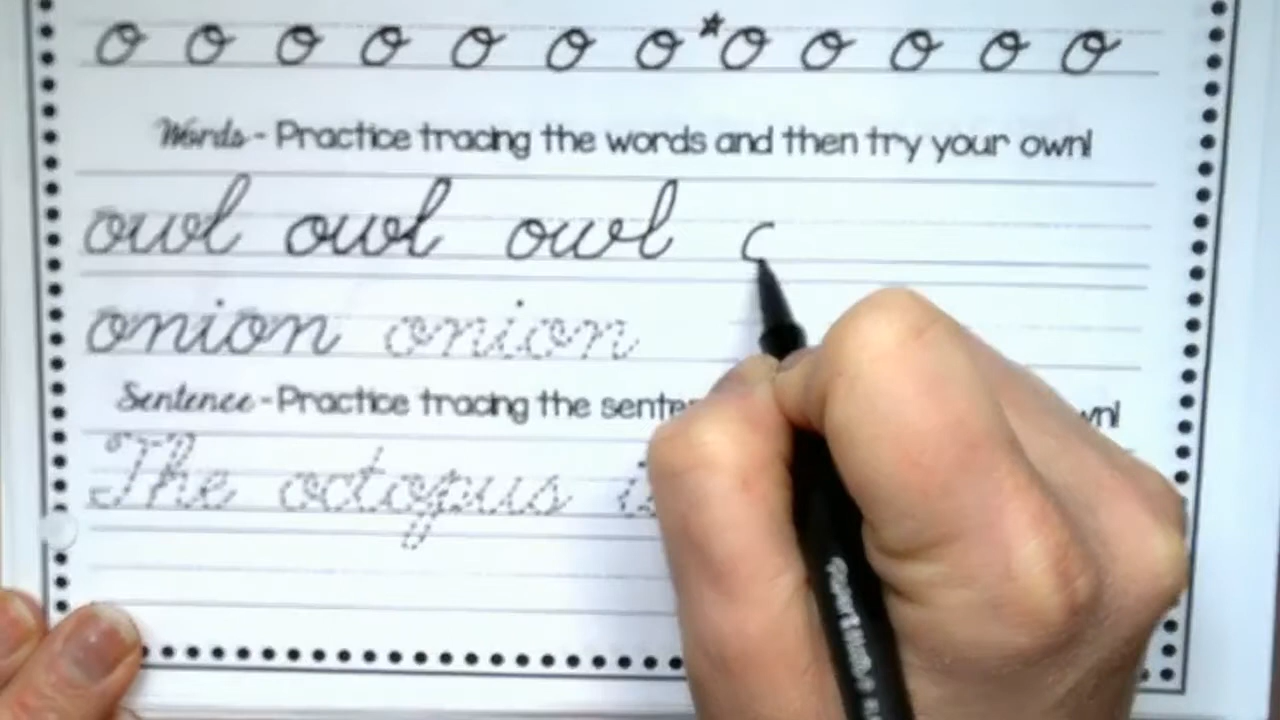 o o o o o o o * o o o o o
Words - Practice tracing the words and then try your own!
owl owl owl
onion onion
Sentence - Practice tracing the
The octopus